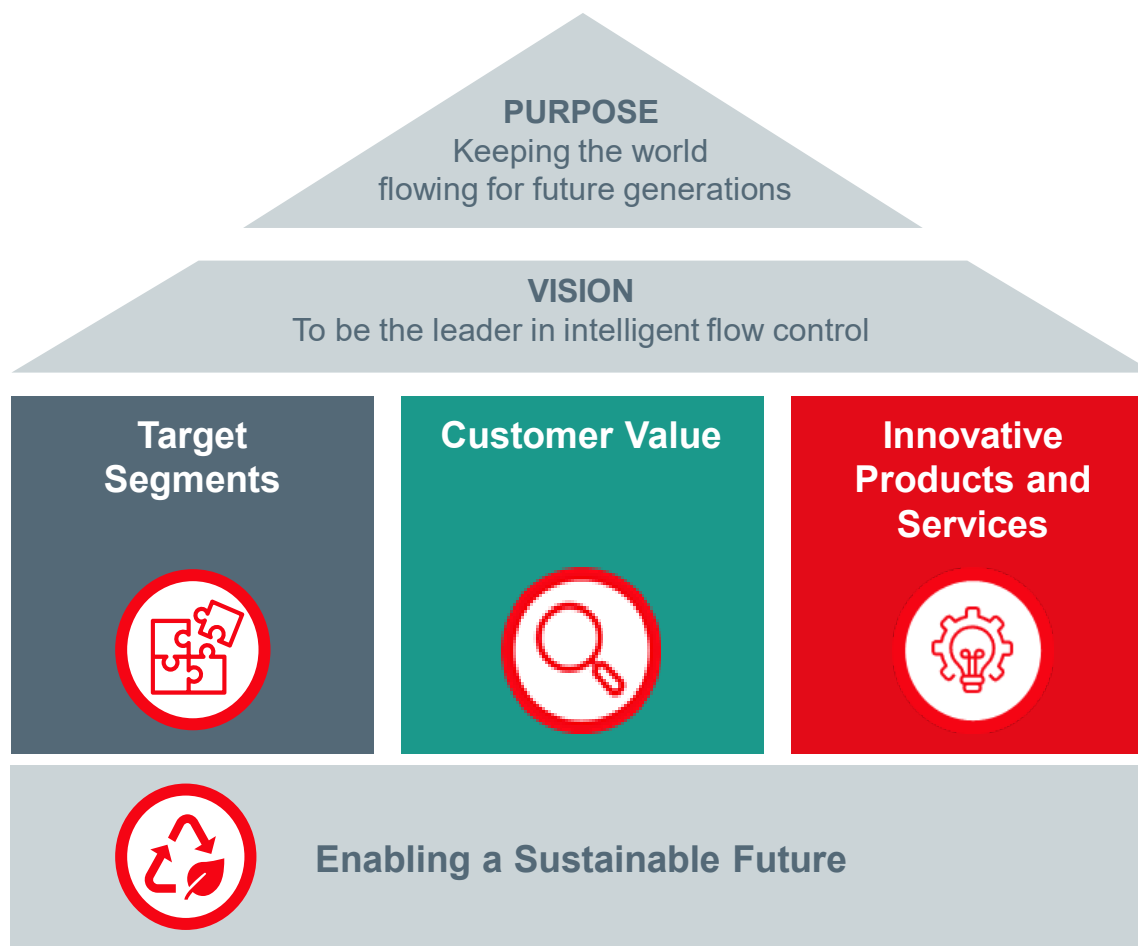 PURPOSE
Keeping the world
flowing for future generations
VISION
To be the leader in intelligent flow control
Target
Segments
Customer Value
Innovative
Products and
Services
Enabling a Sustainable Future